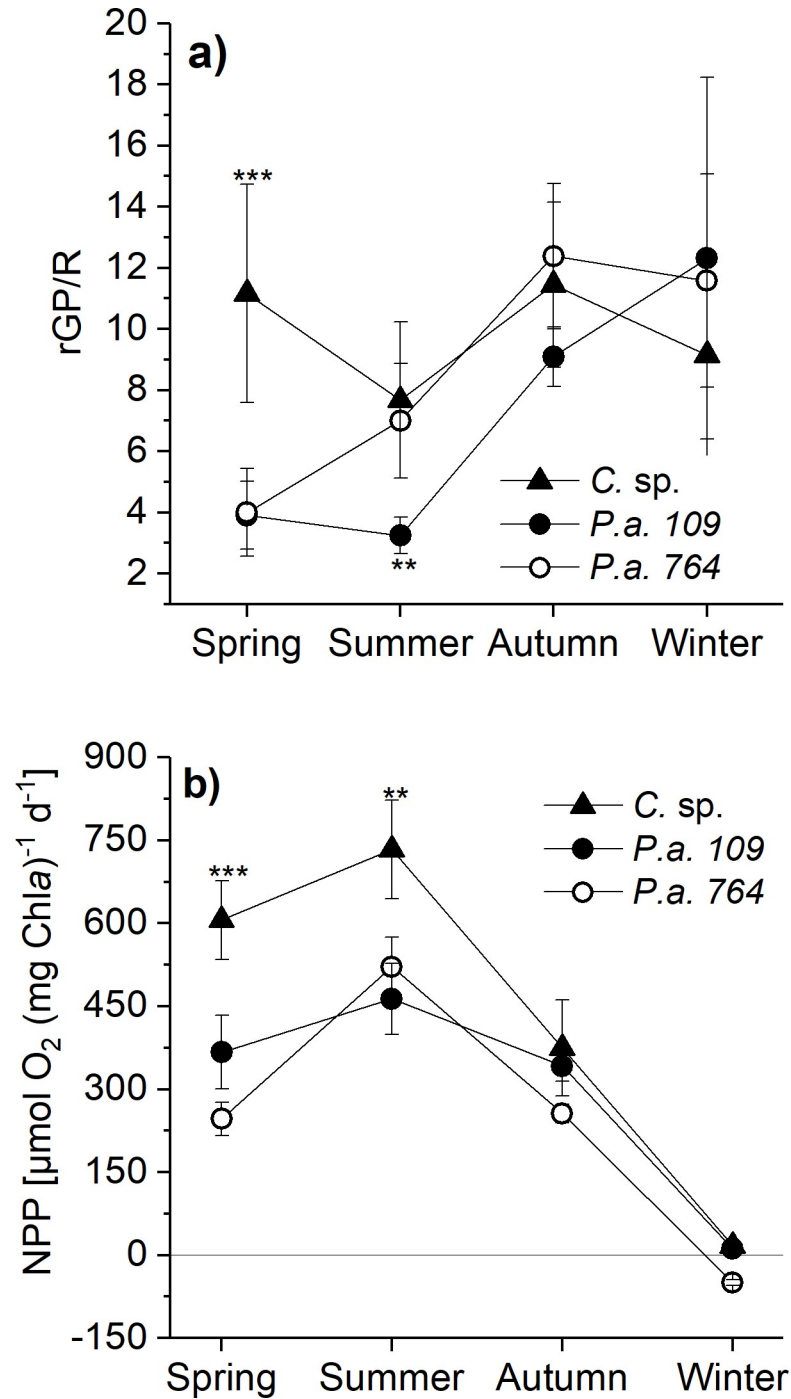 a)
rGP/R
20
18
16
14
12
10
8
6
4
2
***
**
C. sp.
P.a. 109
P.a. 764
Spring Summer Autumn Winter
b)
NPP [µmol O₂ (mg Chla)⁻¹ d⁻¹]
900
750
600
450
300
150
0
-150
***
**
C. sp.
P.a. 109
P.a. 764
Spring Summer Autumn Winter